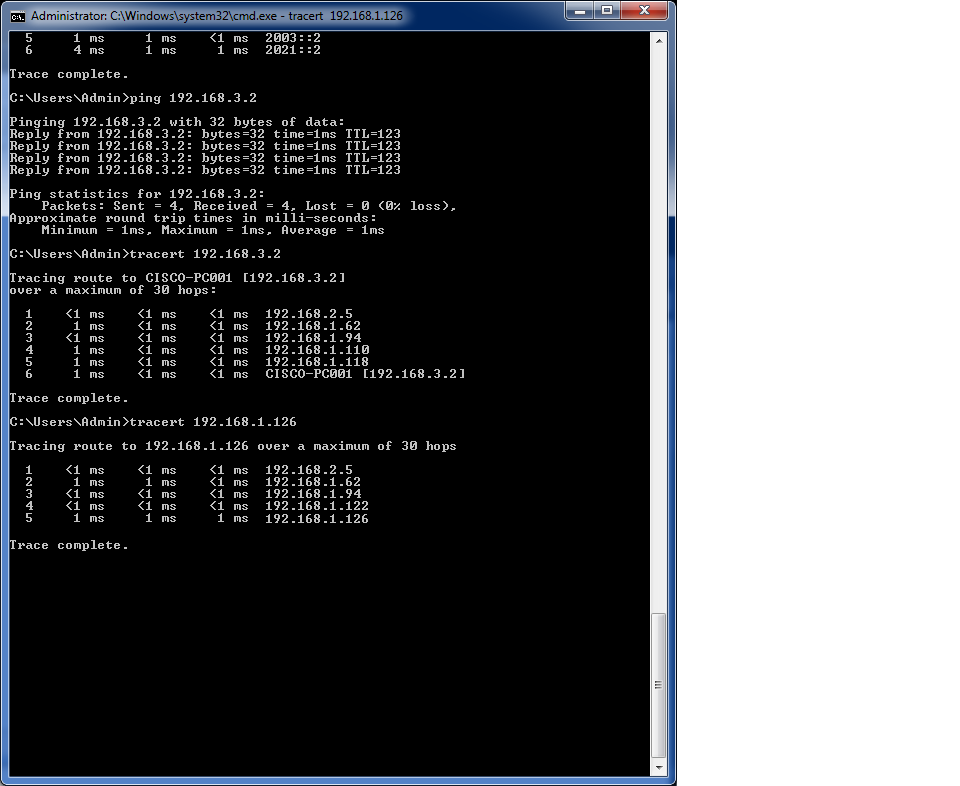 Administrator: C:\Windows\system32\cmd.exe - tracert  192.168.1.126
  5     1 ms     1 ms    <1 ms  2003::2
  6     4 ms     1 ms     1 ms  2021::2
Trace complete.
C:\Users\Admin>ping 192.168.3.2
Pinging 192.168.3.2 with 32 bytes of data:
Reply from 192.168.3.2: bytes=32 time=1ms TTL=123
Reply from 192.168.3.2: bytes=32 time=1ms TTL=123
Reply from 192.168.3.2: bytes=32 time=1ms TTL=123
Reply from 192.168.3.2: bytes=32 time=1ms TTL=123
Ping statistics for 192.168.3.2:
    Packets: Sent = 4, Received = 4, Lost = 0 (0% loss),
Approximate round trip times in milli-seconds:
    Minimum = 1ms, Maximum = 1ms, Average = 1ms
C:\Users\Admin>tracert 192.168.3.2
Tracing route to CISCO-PC001 [192.168.3.2]
over a maximum of 30 hops:
  1    <1 ms    <1 ms    <1 ms  192.168.2.5
  2     1 ms    <1 ms    <1 ms  192.168.1.62
  3    <1 ms    <1 ms    <1 ms  192.168.1.94
  4     1 ms    <1 ms    <1 ms  192.168.1.110
  5     1 ms    <1 ms    <1 ms  192.168.1.118
  6     1 ms    <1 ms    <1 ms  CISCO-PC001 [192.168.3.2]
Trace complete.
C:\Users\Admin>tracert 192.168.1.126
Tracing route to 192.168.1.126 over a maximum of 30 hops
  1    <1 ms    <1 ms    <1 ms  192.168.2.5
  2     1 ms     1 ms    <1 ms  192.168.1.62
  3    <1 ms    <1 ms    <1 ms  192.168.1.94
  4    <1 ms    <1 ms    <1 ms  192.168.1.122
  5     1 ms     1 ms     1 ms  192.168.1.126
Trace complete.